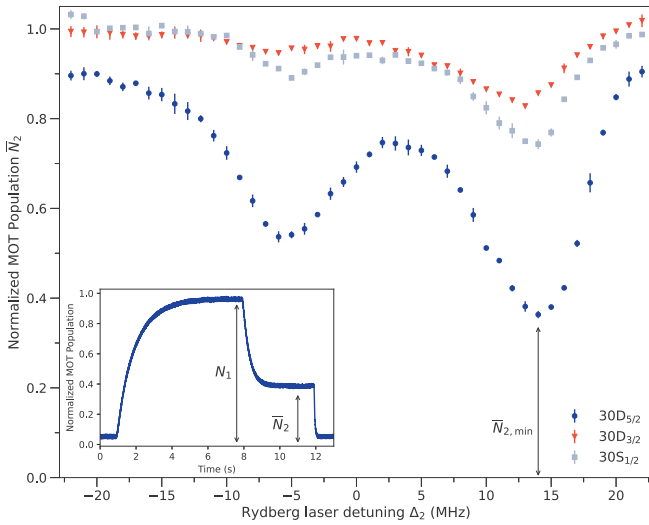 1.0
0.8
0.6
0.4
0.2
0.0
Normalized MOT Population N̅₂
−20
−15
−10
−5
0
5
10
15
20
Rydberg laser detuning Δ₂ (MHz)
1.0
0.8
0.6
0.4
0.2
0.0
Normalized MOT Population
0
2
4
6
8
10
12
Time (s)
N₁
N̅₂
N̅₂,min
30D₅/₂
30D₃/₂
30S₁/₂